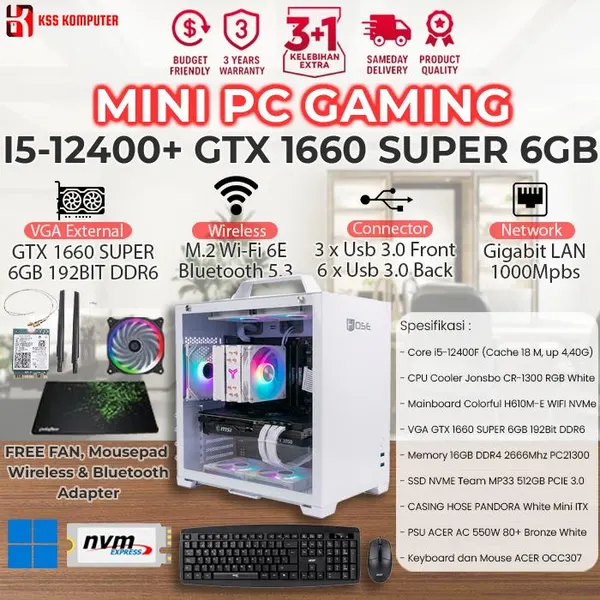 KSS KOMPUTER
BUDGET
FRIENDLY
3
YEARS
3 YEARS
WARRANTY
3+1
KELEBIHAN
EXTRA
SAMEDAY
DELIVERY
PRODUCT
QUALITY
MINI PC GAMING
I5-12400+ GTX 1660 SUPER 6GB
VGA External
GTX 1660 SUPER
6GB 192BIT DDR6
Wireless
M.2 Wi-Fi 6E
Bluetooth 5.3
Connector
3 x Usb 3.0 Front
6 x Usb 3.0 Back
Network
Gigabit LAN
1000Mpbs
HOSE
msi
FREE FAN, Mousepad
Wireless & Bluetooth
Adapter
nvm
EXPRESS
Spesifikasi :
- Core i5-12400F (Cache 18 M, up 4,40G)
- CPU Cooler Jonsbo CR-1300 RGB White
- Mainboard Colorful H610M-E WIFI NVMe
- VGA GTX 1660 SUPER 6GB 192Bit DDR6
- Memory 16GB DDR4 2666Mhz PC21300
- SSD NVME Team MP33 512GB PCIE 3.0
- CASING HOSE PANDORA White Mini ITX
- PSU ACER AC 550W 80+ Bronze White
- Keyboard dan Mouse ACER OCC307